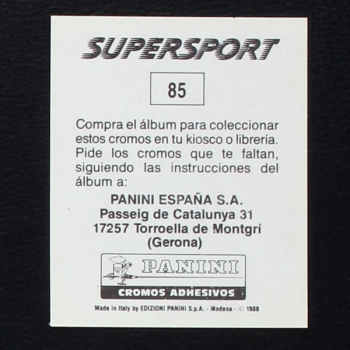 SUPERSPORT
85
Compra el álbum para coleccionar
estos cromos en tu kiosco o librería.
Pide los cromos que te faltan,
siguiendo las instrucciones del
álbum a:
PANINI ESPAÑA S.A.
Passeig de Catalunya 31
17257 Torroella de Montgrí
(Gerona)
PANINI
CROMOS ADHESIVOS
Made in Italy by EDIZIONI PANINI S.p.A. - Modena - © 1988